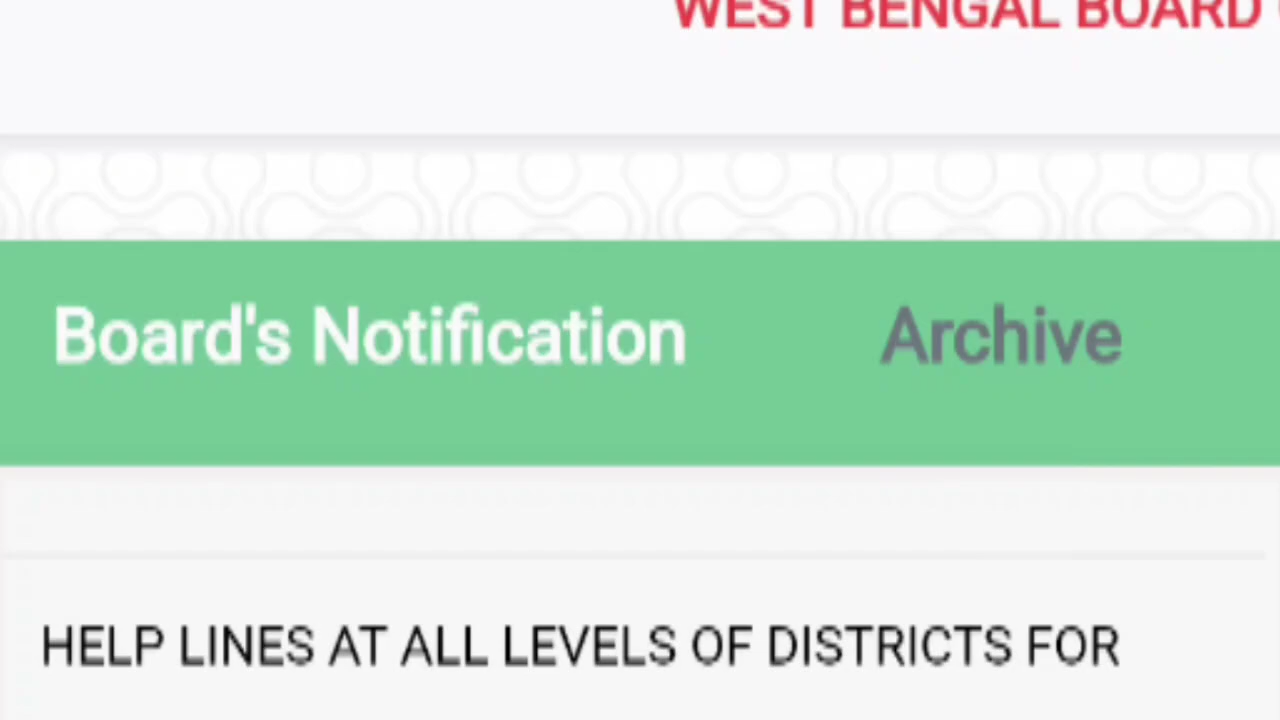 WEST BENGAL BOARD
Board's Notification Archive
HELP LINES AT ALL LEVELS OF DISTRICTS FOR